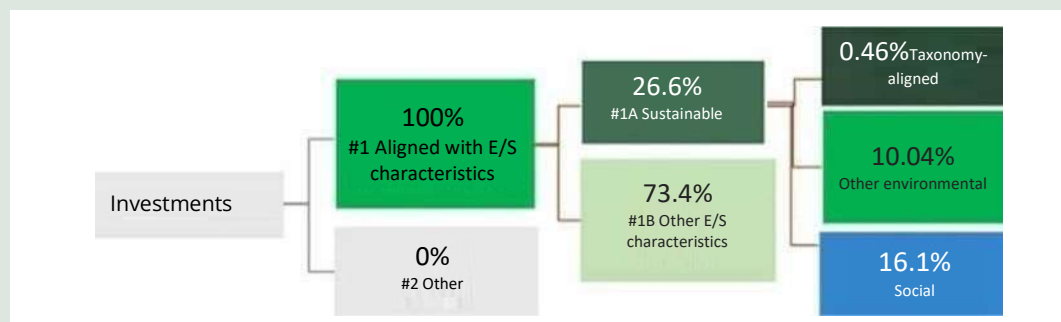 Investments
100%
#1 Aligned with E/S
characteristics
0%
#2 Other
26.6%
#1A Sustainable
73.4%
#1B Other E/S
characteristics
0.46%Taxonomy-
aligned
10.04%
Other environmental
16.1%
Social